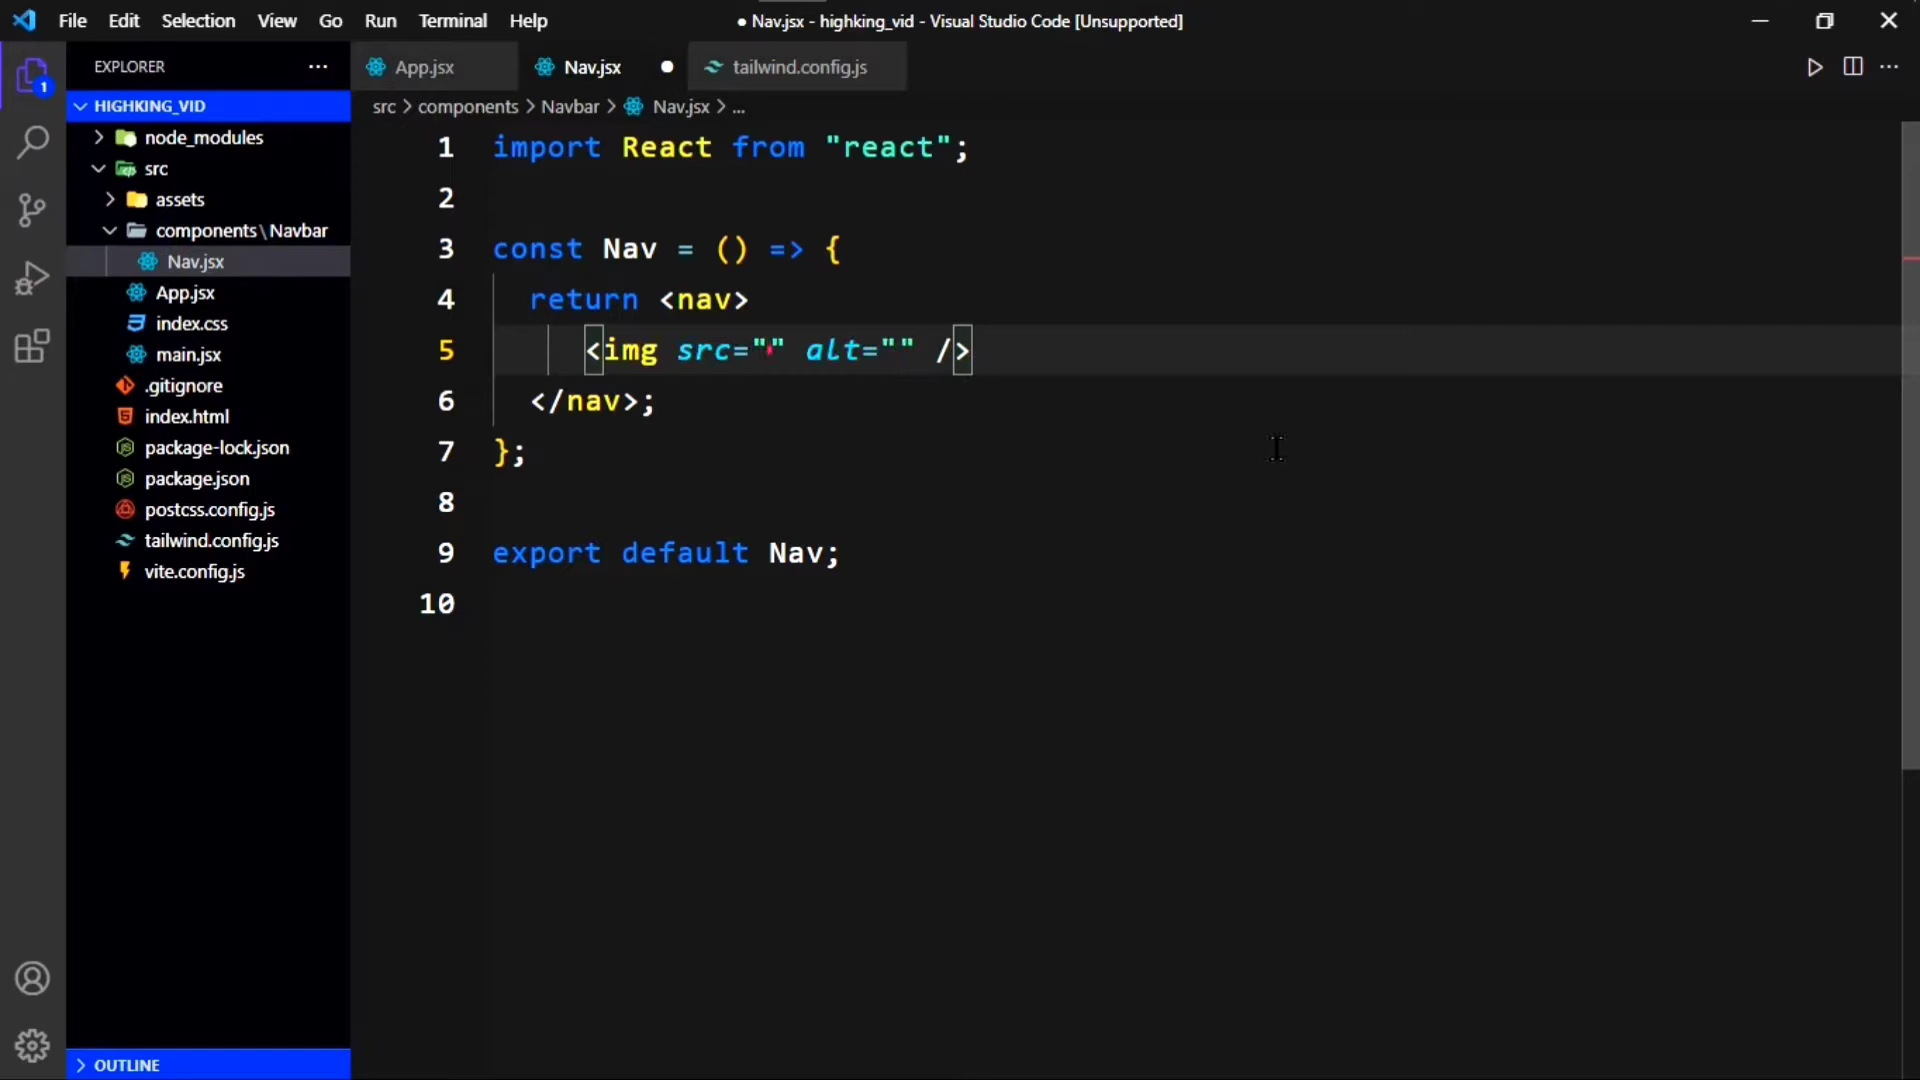 File Edit Selection View Go Run Terminal Help
● Nav.jsx - highking_vid - Visual Studio Code [Unsupported]
EXPLORER ...
App.jsx
Nav.jsx
tailwind.config.js
1
HIGHKING_VID
src > components > Navbar > Nav.jsx > ...
node_modules
src
assets
components\Navbar
Nav.jsx
App.jsx
index.css
main.jsx
.gitignore
index.html
package-lock.json
package.json
postcss.config.js
tailwind.config.js
vite.config.js
OUTLINE
1 import React from "react";
2
3 const Nav = () => {
4 return <nav>
5 <img src="" alt="" />
6 </nav>;
7 };
8
9 export default Nav;
10